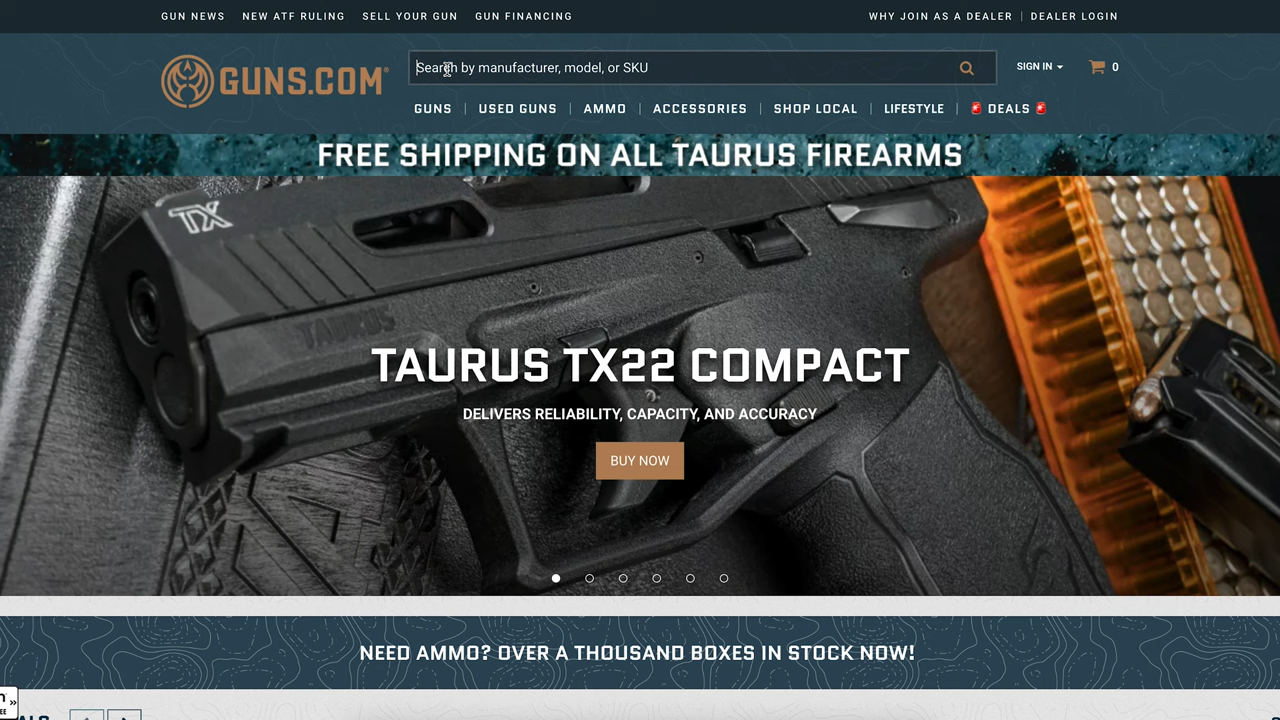 GUN NEWS NEW ATF RULING SELL YOUR GUN GUN FINANCING WHY JOIN AS A DEALER | DEALER LOGIN
GUNS.COM®
Search by manufacturer, model, or SKU
SIGN IN
0
GUNS | USED GUNS | AMMO | ACCESSORIES | SHOP LOCAL | LIFESTYLE | 🚨 DEALS 🚨
FREE SHIPPING ON ALL TAURUS FIREARMS
TX
TAURUS
TAURUS TX22 COMPACT
DELIVERS RELIABILITY, CAPACITY, AND ACCURACY
BUY NOW
NEED AMMO? OVER A THOUSAND BOXES IN STOCK NOW!